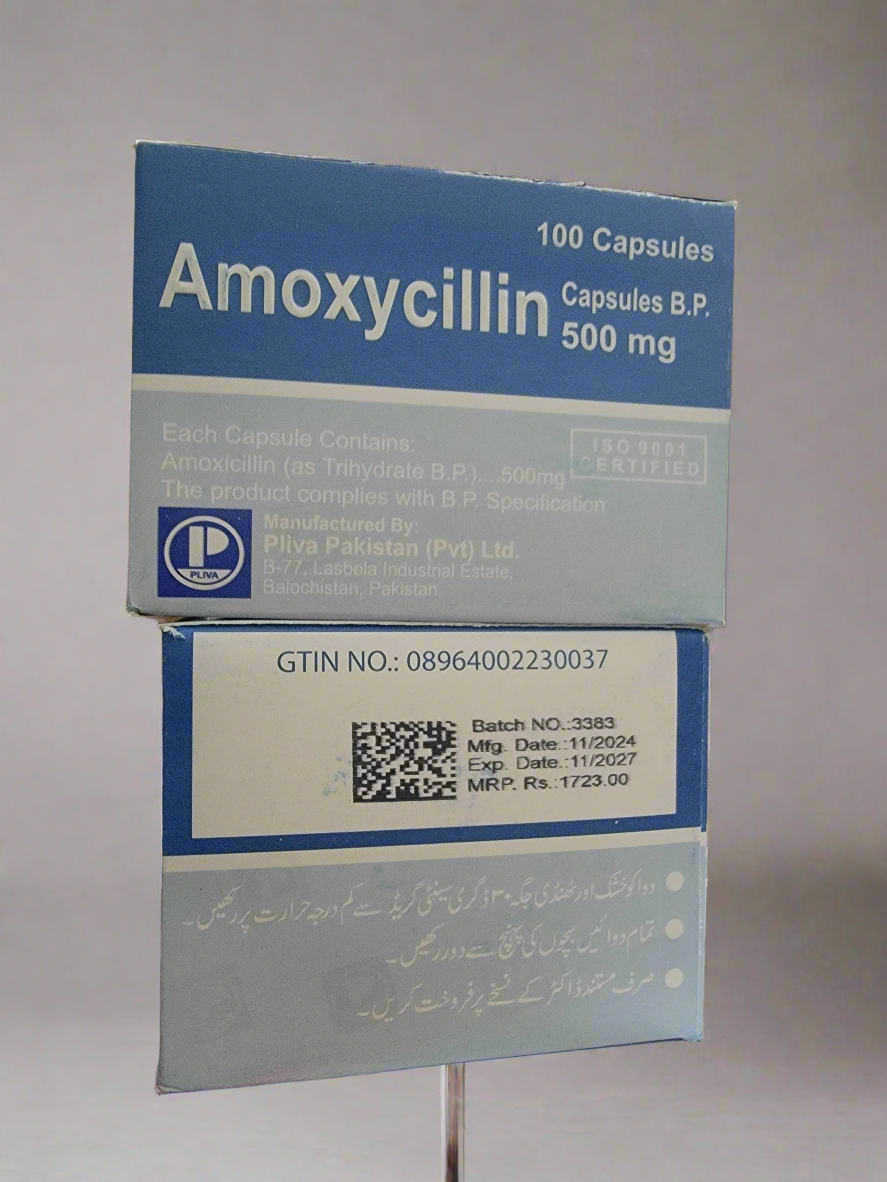 100 Capsules
Amoxycillin
Capsules B.P.
500 mg
Each Capsule Contains:
Amoxicillin (as Trihydrate B.P.)....500mg
The product complies with B.P. Specification
ISO 9001
CERTIFIED
PLIVA
Manufactured By:
Pliva Pakistan (Pvt) Ltd.
B-77, Lasbela Industrial Estate,
Balochistan, Pakistan.
GTIN NO.: 08964002230037
Batch NO.:3383
Mfg. Date.:11/2024
Exp. Date.:11/2027
MRP. Rs.:1723.00
● دوا کو خشک اور ٹھنڈی جگہ ۳۰ ڈگری سینٹی گریڈ سے کم درجہ حرارت پر رکھیں۔
● تمام دوائیں بچوں کی پہنچ سے دور رکھیں۔
● صرف مستند ڈاکٹر کے نسخے پر فروخت کریں۔